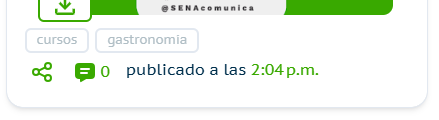 @SENAcomunica
cursos gastronomia
0 publicado a las 2:04 p.m.